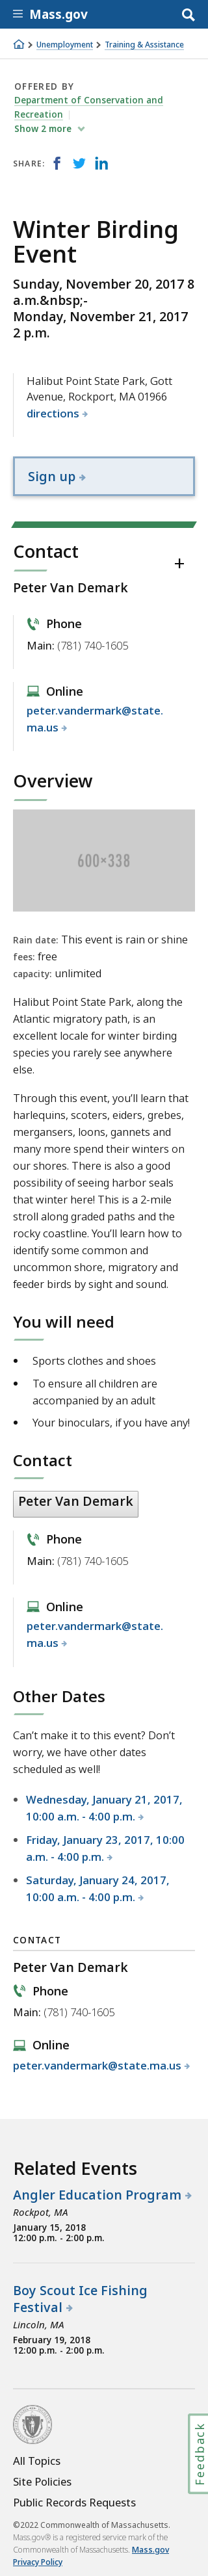 Mass.gov
Unemployment
Training & Assistance
OFFERED BY
Department of Conservation and
Recreation
Show 2 more
SHARE:
Winter Birding
Event
Sunday, November 20, 2017 8
a.m.&nbsp;-
Monday, November 21, 2017
2 p.m.
Halibut Point State Park, Gott
Avenue, Rockport, MA 01966
directions
Sign up
Contact
Peter Van Demark
Phone
Main: (781) 740-1605
Online
peter.vandermark@state.
ma.us
Overview
600×338
Rain date: This event is rain or shine
fees: free
capacity: unlimited
Halibut Point State Park, along the
Atlantic migratory path, is an
excellent locale for winter birding
species you rarely see anywhere
else.
Through this event, you'll learn that
harlequins, scoters, eiders, grebes,
mergansers, loons, gannets and
many more spend their winters on
our shores. There is also a good
possibility of seeing harbor seals
that winter here! This is a 2-mile
stroll along graded paths and the
rocky coastline. You'll learn how to
identify some common and
uncommon shore, migratory and
feeder birds by sight and sound.
You will need
Sports clothes and shoes
To ensure all children are
accompanied by an adult
Your binoculars, if you have any!
Contact
Peter Van Demark
Phone
Main: (781) 740-1605
Online
peter.vandermark@state.
ma.us
Other Dates
Can't make it to this event? Don't
worry, we have other dates
scheduled as well!
Wednesday, January 21, 2017,
10:00 a.m. - 4:00 p.m.
Friday, January 23, 2017, 10:00
a.m. - 4:00 p.m.
Saturday, January 24, 2017,
10:00 a.m. - 4:00 p.m.
CONTACT
Peter Van Demark
Phone
Main: (781) 740-1605
Online
peter.vandermark@state.ma.us
Related Events
Angler Education Program
Rockpot, MA
January 15, 2018
12:00 p.m. - 2:00 p.m.
Boy Scout Ice Fishing
Festival
Lincoln, MA
February 19, 2018
12:00 p.m. - 2:00 p.m.
Feedback
All Topics
Site Policies
Public Records Requests
©2022 Commonwealth of Massachusetts.
Mass.gov® is a registered service mark of the
Commonwealth of Massachusetts. Mass.gov
Privacy Policy